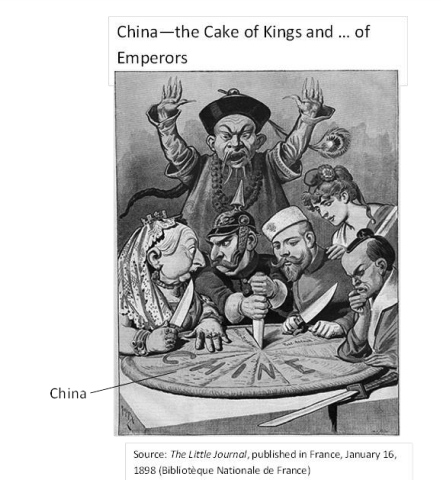 China—the Cake of Kings and ... of
Emperors
CHINE
China
Source: The Little Journal, published in France, January 16,
1898 (Bibliotèque Nationale de France)